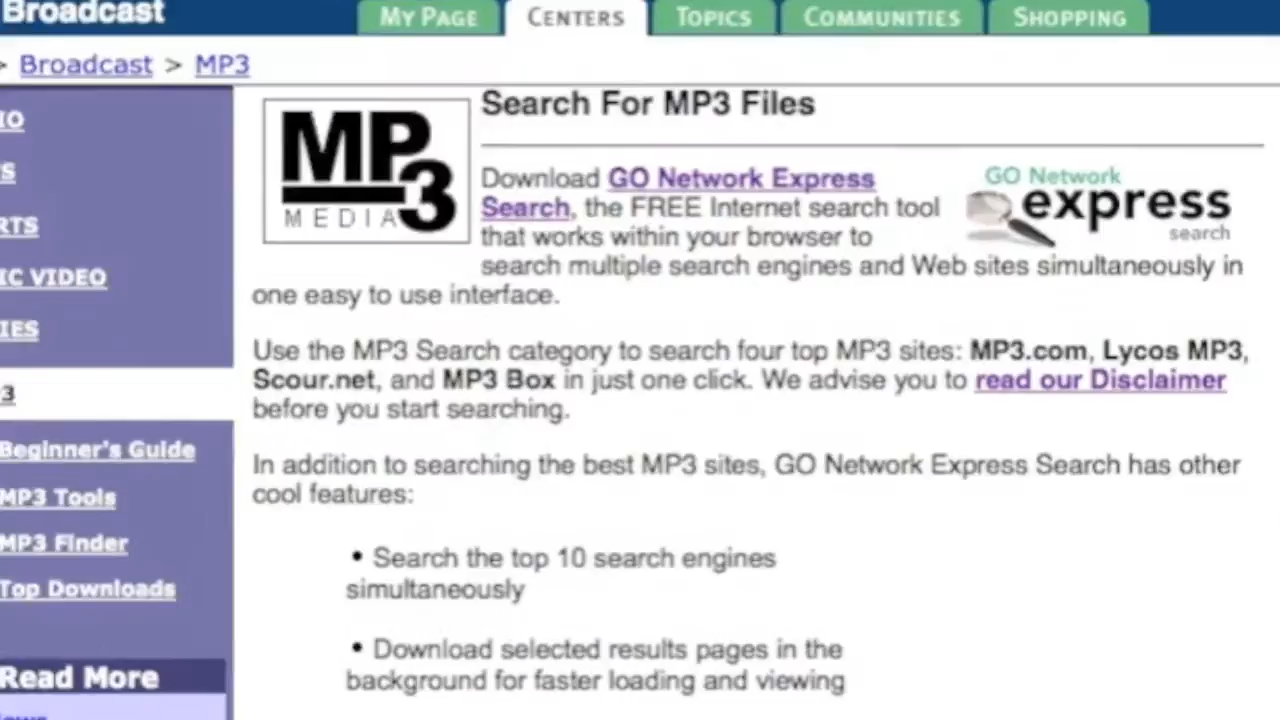 Broadcast
MY PAGE
CENTERS
TOPICS
COMMUNITIES
SHOPPING
> Broadcast > MP3
IO
S
RTS
IC VIDEO
IES
3
Beginner's Guide
MP3 Tools
MP3 Finder
Top Downloads
Read More
MP3
MEDIA
Search For MP3 Files
Download GO Network Express
Search, the FREE Internet search tool
that works within your browser to
search multiple search engines and Web sites simultaneously in
one easy to use interface.
GO Network
express
search
Use the MP3 Search category to search four top MP3 sites: MP3.com, Lycos MP3,
Scour.net, and MP3 Box in just one click. We advise you to read our Disclaimer
before you start searching.
In addition to searching the best MP3 sites, GO Network Express Search has other
cool features:
• Search the top 10 search engines
simultaneously
• Download selected results pages in the
background for faster loading and viewing